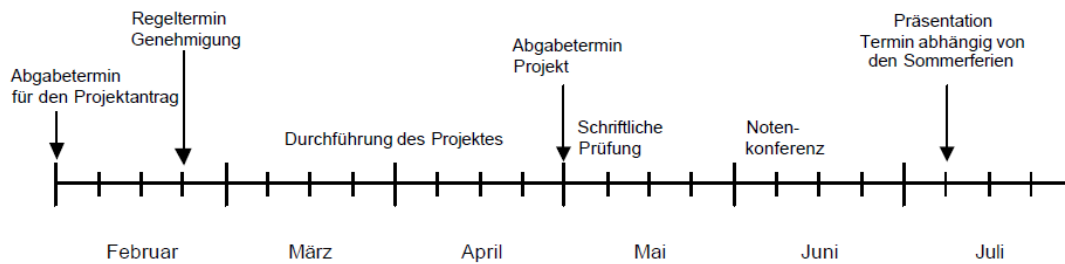 Regeltermin
Genehmigung
Abgabetermin
für den Projektantrag
Abgabetermin
Projekt
Präsentation
Termin abhängig von
den Sommerferien
Durchführung des Projektes
Schriftliche
Prüfung
Noten-
konferenz
Februar
März
April
Mai
Juni
Juli